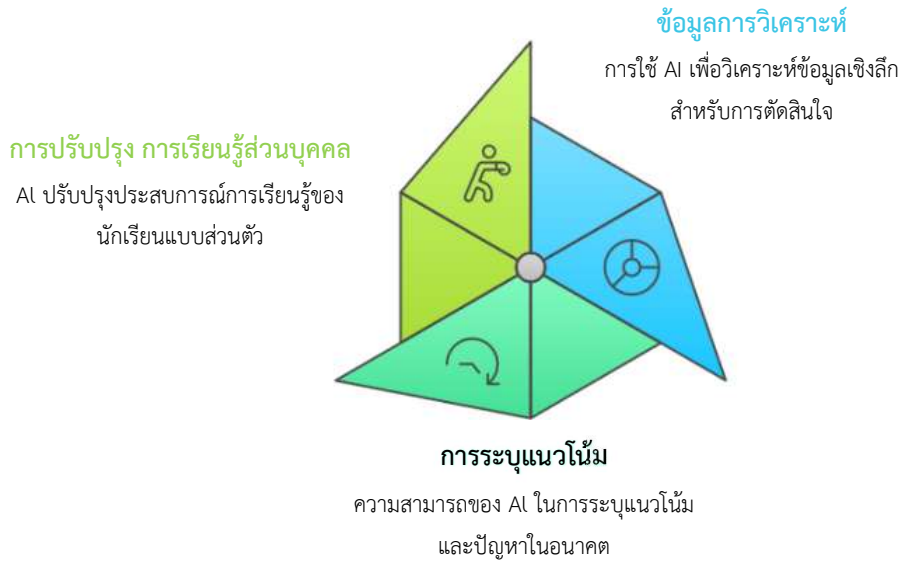 ข้อมูลการวิเคราะห์
การใช้ AI เพื่อวิเคราะห์ข้อมูลเชิงลึก
สำหรับการตัดสินใจ
การปรับปรุง การเรียนรู้ส่วนบุคคล
AI ปรับปรุงประสบการณ์การเรียนรู้ของ
นักเรียนแบบส่วนตัว
การระบุแนวโน้ม
ความสามารถของ AI ในการระบุแนวโน้ม
และปัญหาในอนาคต